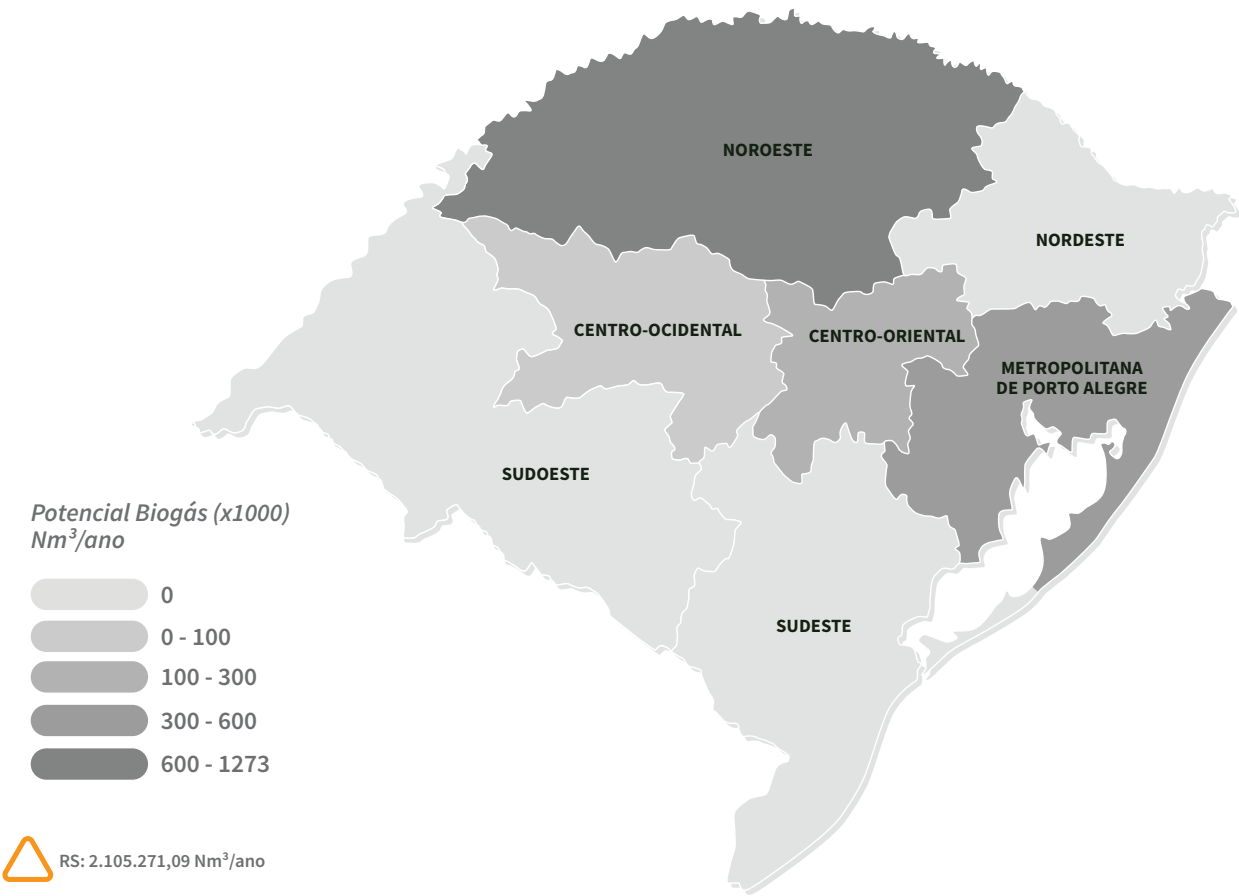 NOROESTE
NORDESTE
CENTRO-OCIDENTAL
CENTRO-ORIENTAL
METROPOLITANA
DE PORTO ALEGRE
SUDOESTE
SUDESTE
Potencial Biogás (x1000)
Nm³/ano
0
0 - 100
100 - 300
300 - 600
600 - 1273
RS: 2.105.271,09 Nm³/ano